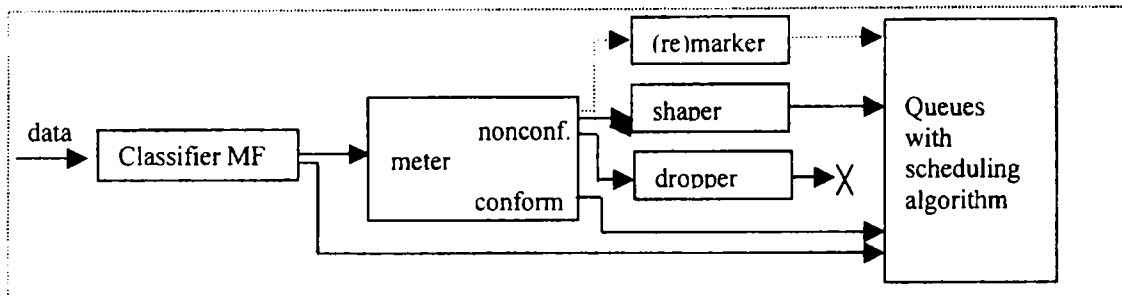 (re)marker
data
Classifier MF
meter
nonconf.
conform
shaper
dropper
X
Queues
with
scheduling
algorithm